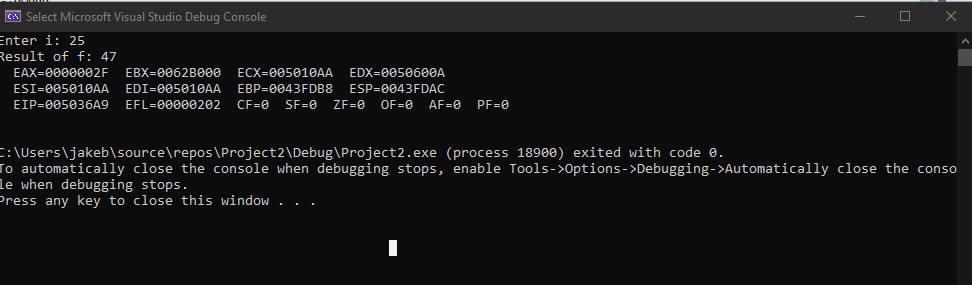 Select Microsoft Visual Studio Debug Console
Enter i: 25
Result of f: 47
  EAX=0000002F  EBX=0062B000  ECX=005010AA  EDX=0050600A
  ESI=005010AA  EDI=005010AA  EBP=0043FDB8  ESP=0043FDAC
  EIP=005036A9  EFL=00000202  CF=0  SF=0  ZF=0  OF=0  AF=0  PF=0
C:\Users\jakeb\source\repos\Project2\Debug\Project2.exe (process 18900) exited with code 0.
To automatically close the console when debugging stops, enable Tools->Options->Debugging->Automatically close the conso
le when debugging stops.
Press any key to close this window . . .